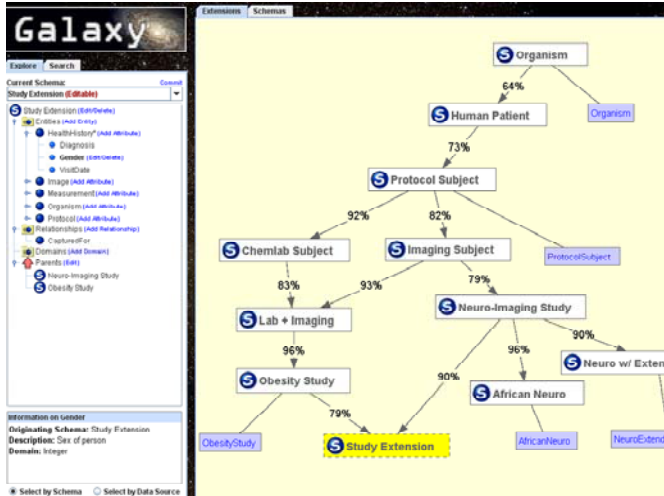 Galaxy
Explore Search
Current Schema: Commit
Study Extension (Editable)
Study Extension (Edit/Delete)
Entities (Add Entity)
HealthHistory* (Add Attribute)
Diagnosis
Gender (Edit/Delete)
VisitDate
Image (Add Attribute)
Measurement (Add Attribute)
Organism (Add Attribute)
Protocol (Add Attribute)
Relationships (Add Relationship)
CapturedFor
Domains (Add Domain)
Parents (Edit)
Neuro-Imaging Study
Obesity Study
Information on Gender
Originating Schema: Study Extension
Description: Sex of person
Domain: Integer
Select by Schema Select by Data Source
Extensions Schemas
S Organism
64%
S Human Patient
Organism
73%
S Protocol Subject
92% 82%
S Chemlab Subject S Imaging Subject
ProtocolSubject
83% 93% 79%
S Lab + Imaging S Neuro-Imaging Study
96% 90% 96% 90%
S Neuro w/ Exten
S Obesity Study S African Neuro
79%
ObesityStudy S Study Extension AfricanNeuro NeuroExtend